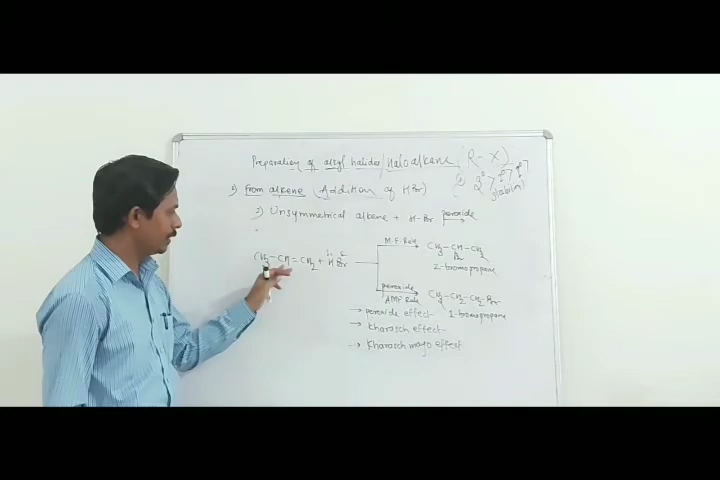 Preparation of alkyl halides/haloalkane (R-X)
1) From alkene (Addition of HBr) 3° > 2° > 1°
2) Unsymmetrical alkene + H-Br peroxide
CH3-CH=CH2 + H Br
M.F. Rule CH3-CH-CH3
Br
2-bromopropane
peroxide
AMF Rule CH3-CH2-CH2-Br
1-bromopropane
→ peroxide effect
→ Kharasch effect
→ Kharasch mayo effect